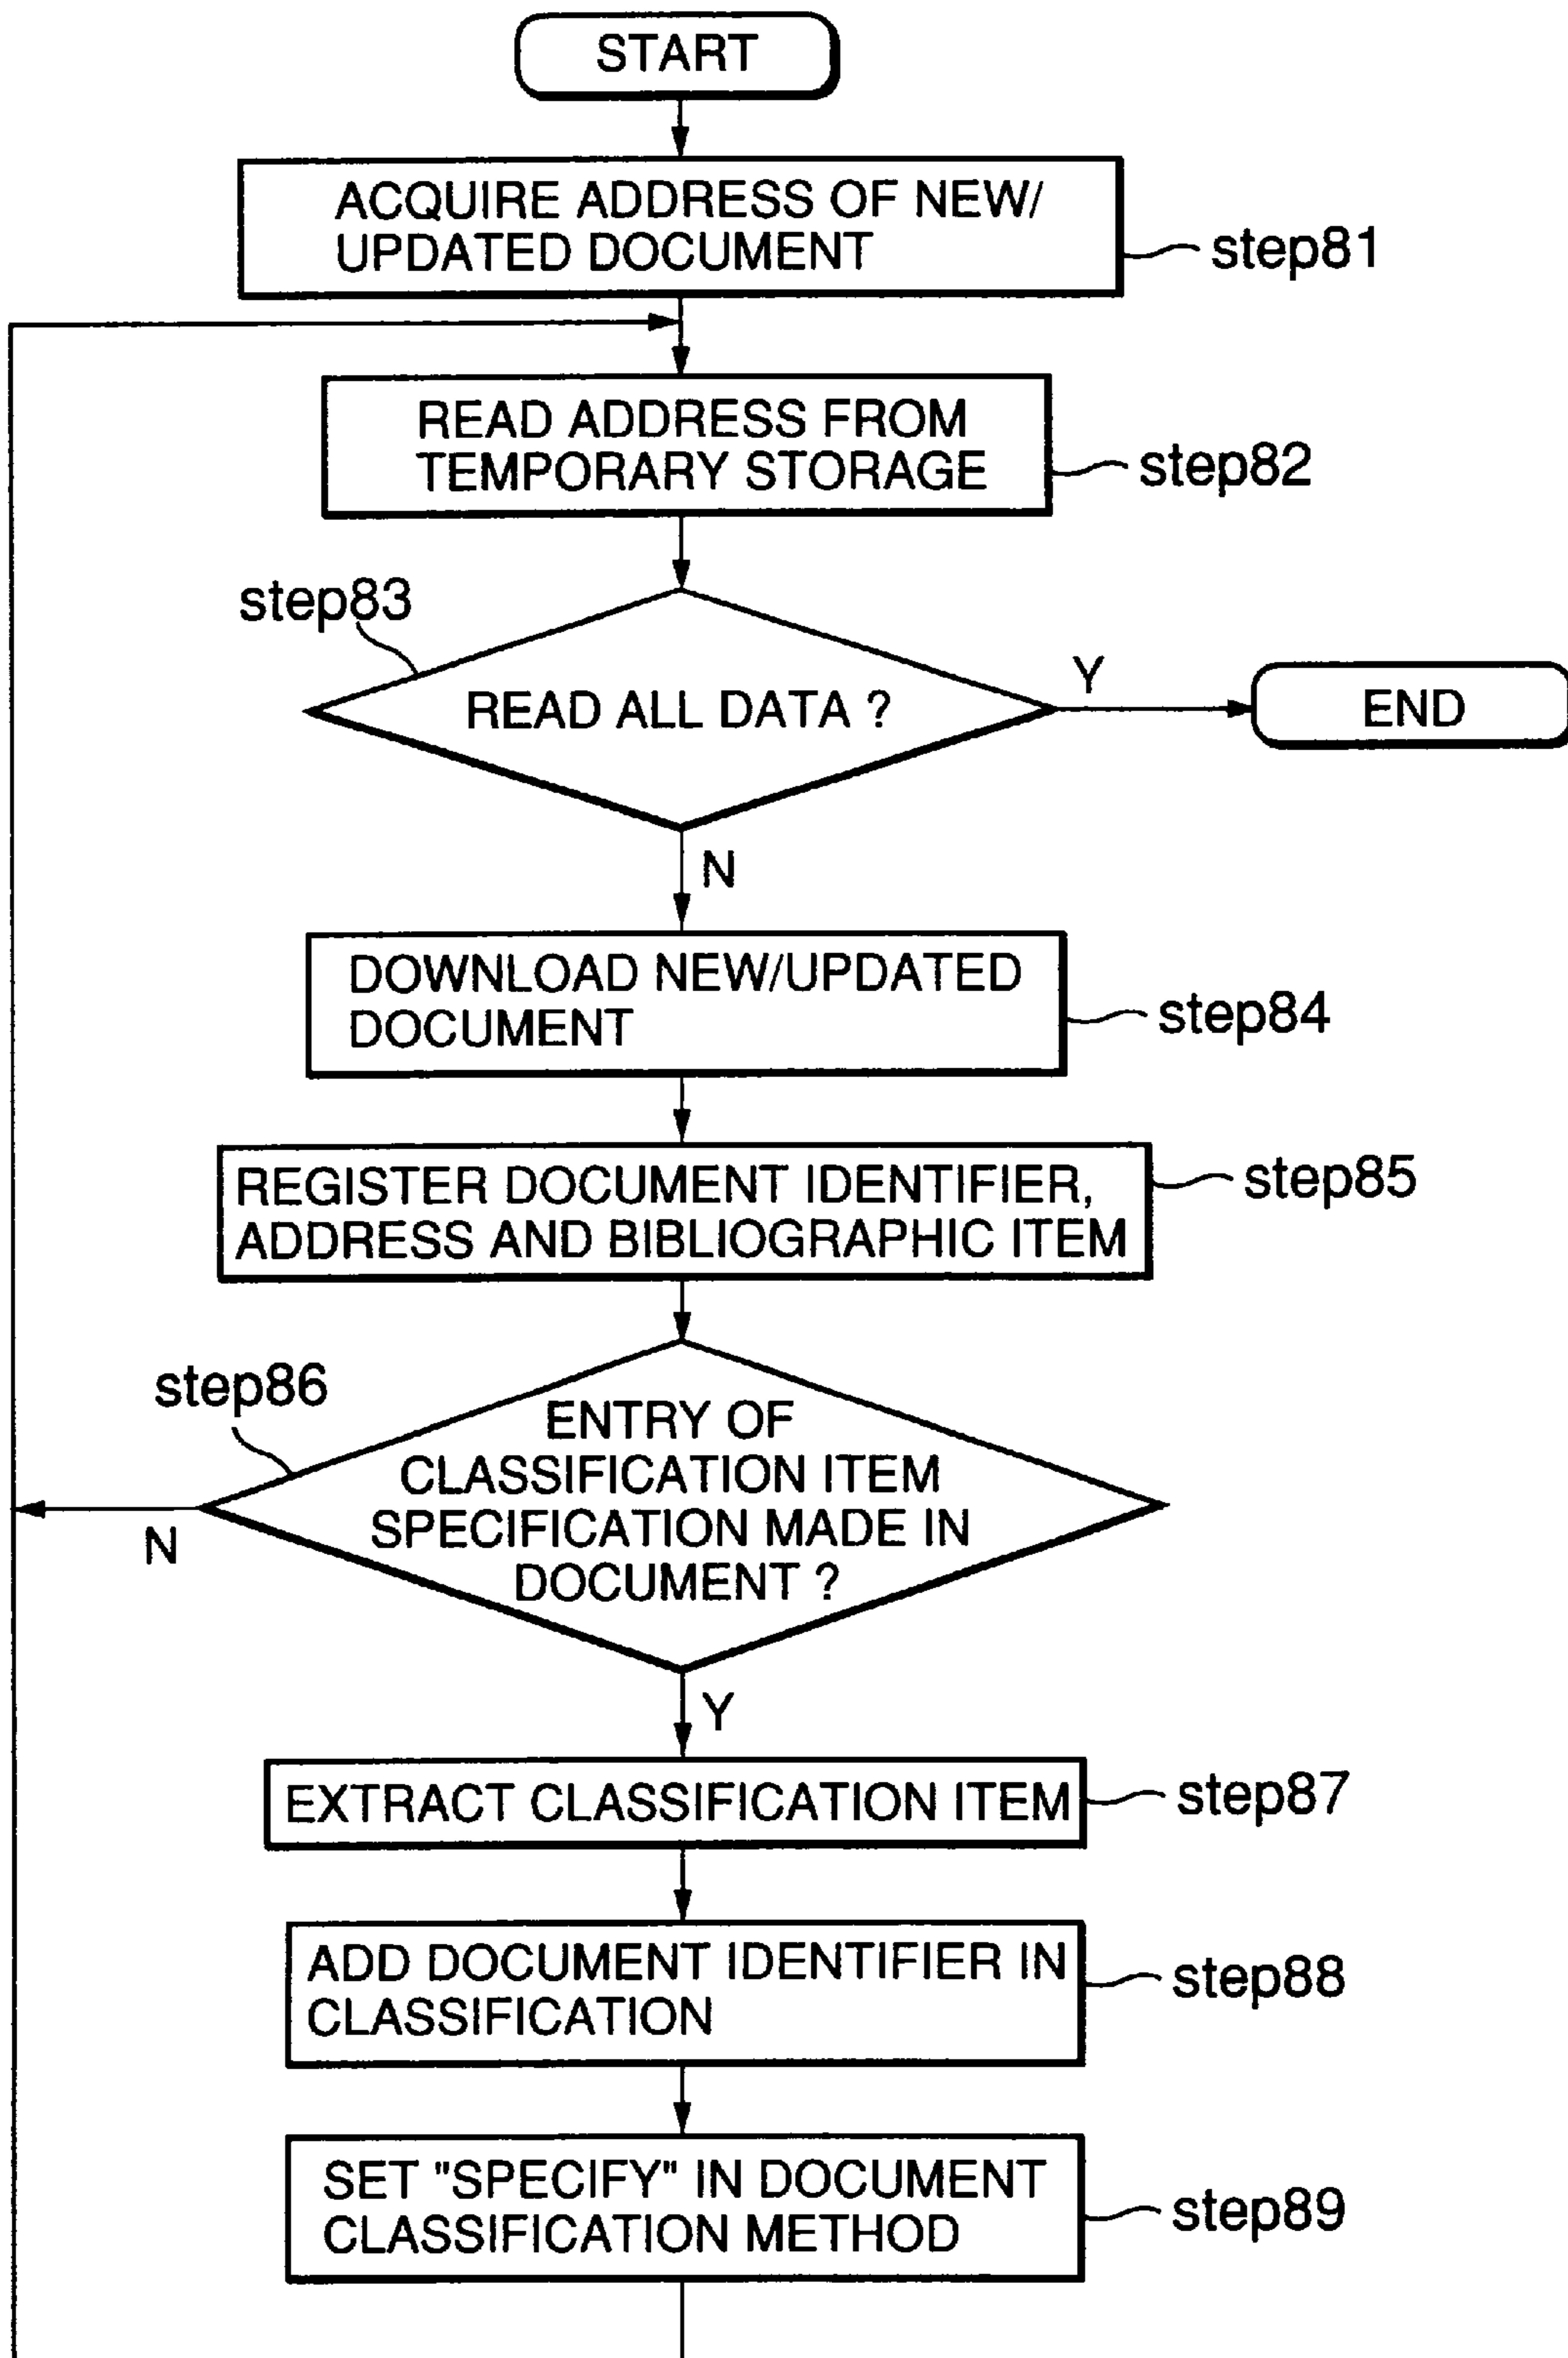 START
ACQUIRE ADDRESS OF NEW/
UPDATED DOCUMENT
step81
READ ADDRESS FROM
TEMPORARY STORAGE
step82
step83
READ ALL DATA ?
Y
END
N
DOWNLOAD NEW/UPDATED
DOCUMENT
step84
REGISTER DOCUMENT IDENTIFIER,
ADDRESS AND BIBLIOGRAPHIC ITEM
step85
step86
ENTRY OF
CLASSIFICATION ITEM
SPECIFICATION MADE IN
DOCUMENT ?
N
Y
EXTRACT CLASSIFICATION ITEM
step87
ADD DOCUMENT IDENTIFIER IN
CLASSIFICATION
step88
SET "SPECIFY" IN DOCUMENT
CLASSIFICATION METHOD
step89